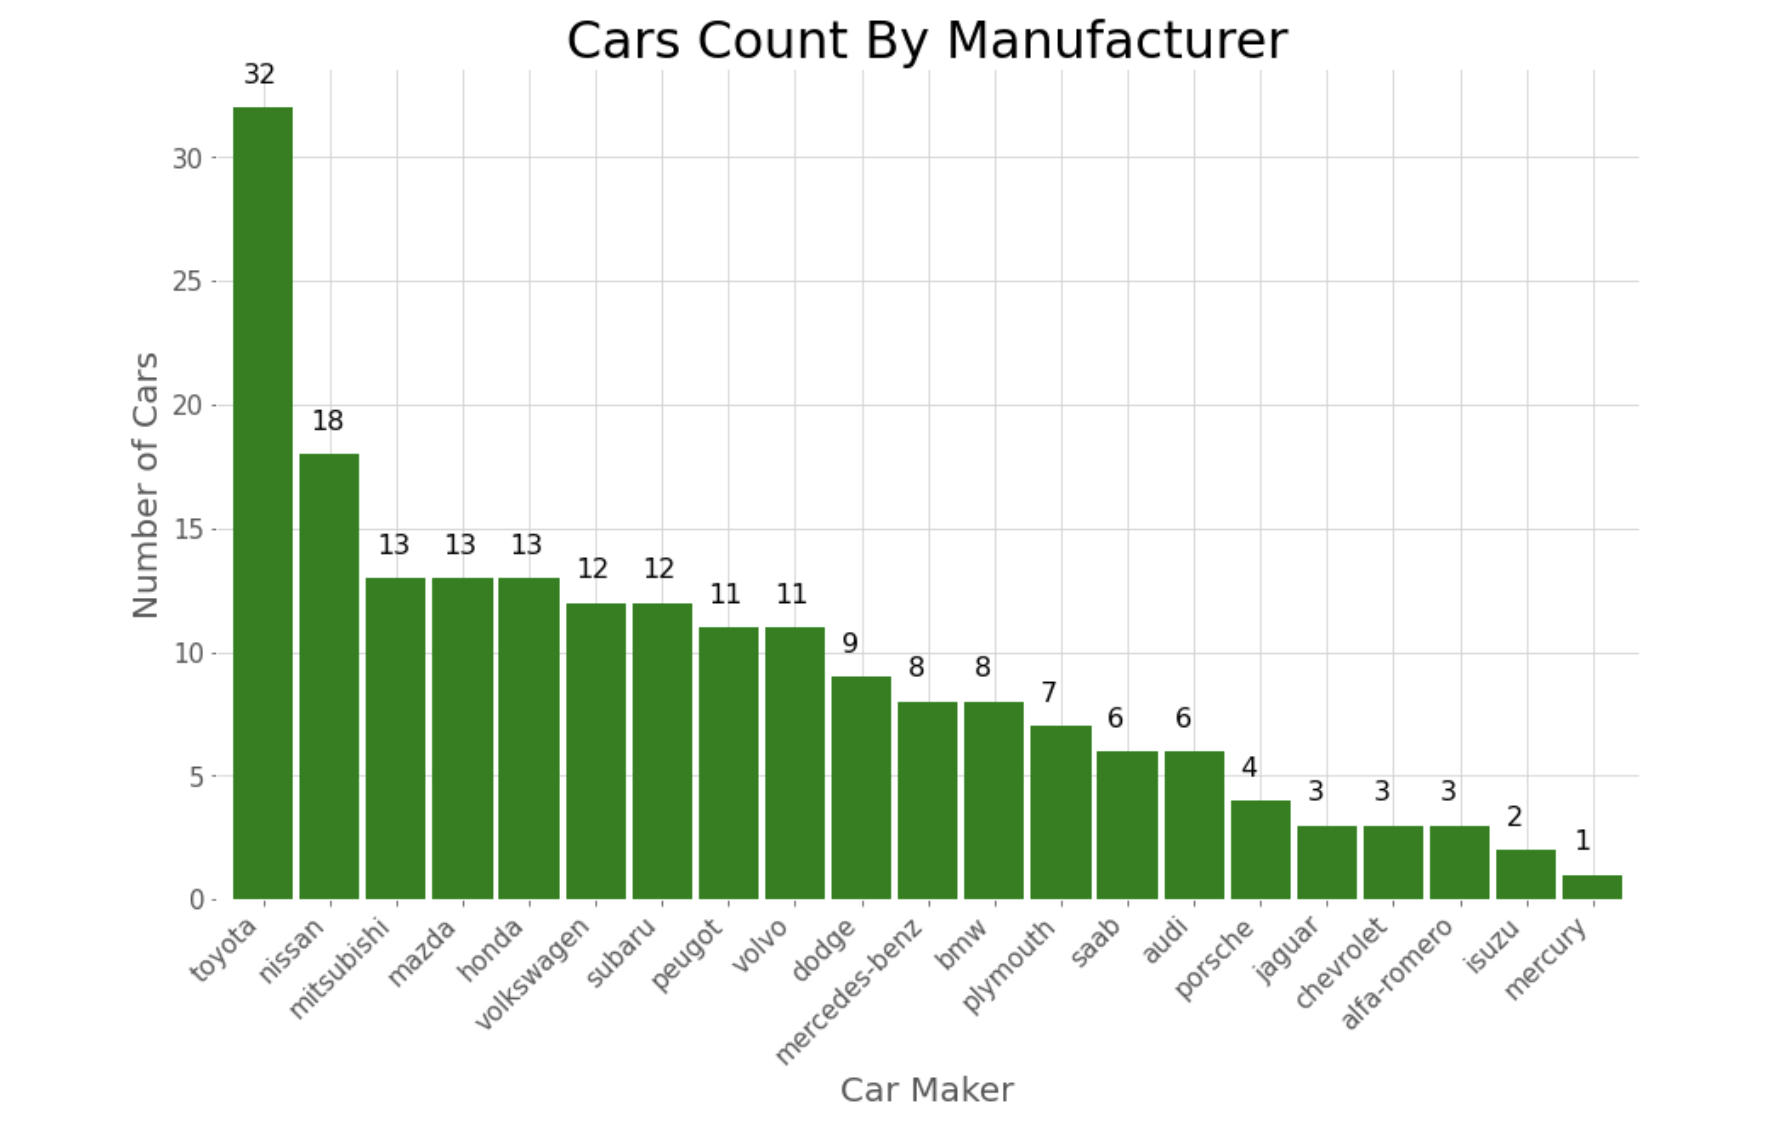 Cars Count By Manufacturer
32
18
13
13
13
12
12
11
11
9
8
8
7
6
6
4
3
3
3
2
1
30
25
20
15
10
5
0
Number of Cars
toyota
nissan
mitsubishi
mazda
honda
volkswagen
subaru
peugot
volvo
dodge
mercedes-benz
bmw
plymouth
saab
audi
porsche
jaguar
chevrolet
alfa-romero
isuzu
mercury
Car Maker